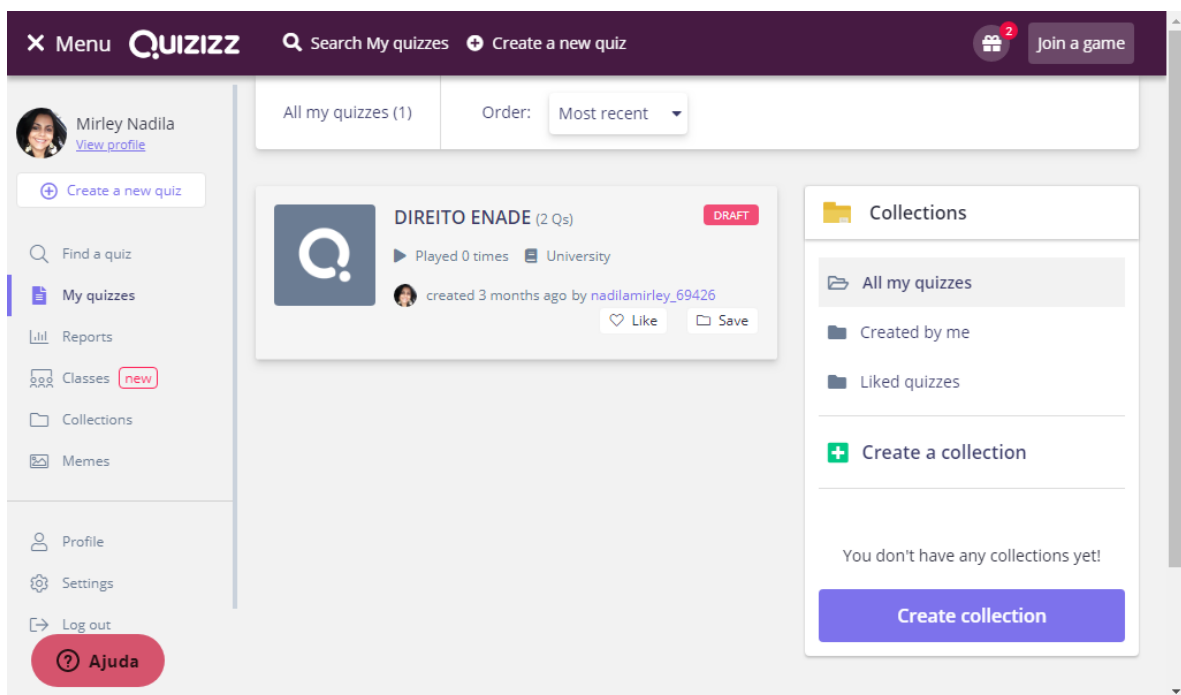 Menu QUIZIZZ Search My quizzes Create a new quiz 2 Join a game
Mirley Nadila
View profile
Create a new quiz
Find a quiz
My quizzes
Reports
Classes new
Collections
Memes
Profile
Settings
Log out
Ajuda
All my quizzes (1) Order: Most recent
DIREITO ENADE (2 Qs) DRAFT
Played 0 times University
created 3 months ago by nadilamirley_69426
Like Save
Collections
All my quizzes
Created by me
Liked quizzes
Create a collection
You don't have any collections yet!
Create collection